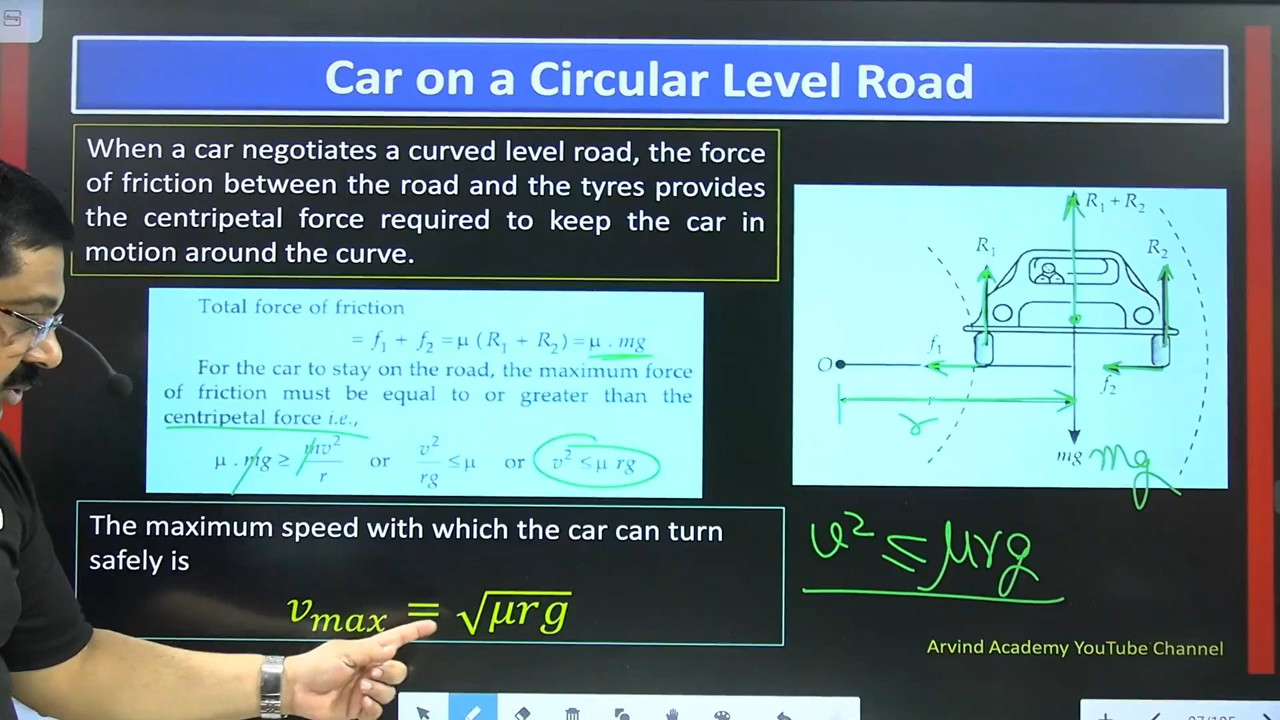 Car on a Circular Level Road
When a car negotiates a curved level road, the force
of friction between the road and the tyres provides
the centripetal force required to keep the car in
motion around the curve.
Total force of friction
= f₁ + f₂ = μ (R₁ + R₂) = μ . mg
For the car to stay on the road, the maximum force
of friction must be equal to or greater than the
centripetal force i.e.,
μ . mg ≥ mv²/r or v²/rg ≤ μ or v² ≤ μ rg
The maximum speed with which the car can turn
safely is
v_max = √μrg
R₁ + R₂
R₁
R₂
f₁
O
f₂
r
mg mg
v² ≤ μrg
Arvind Academy YouTube Channel